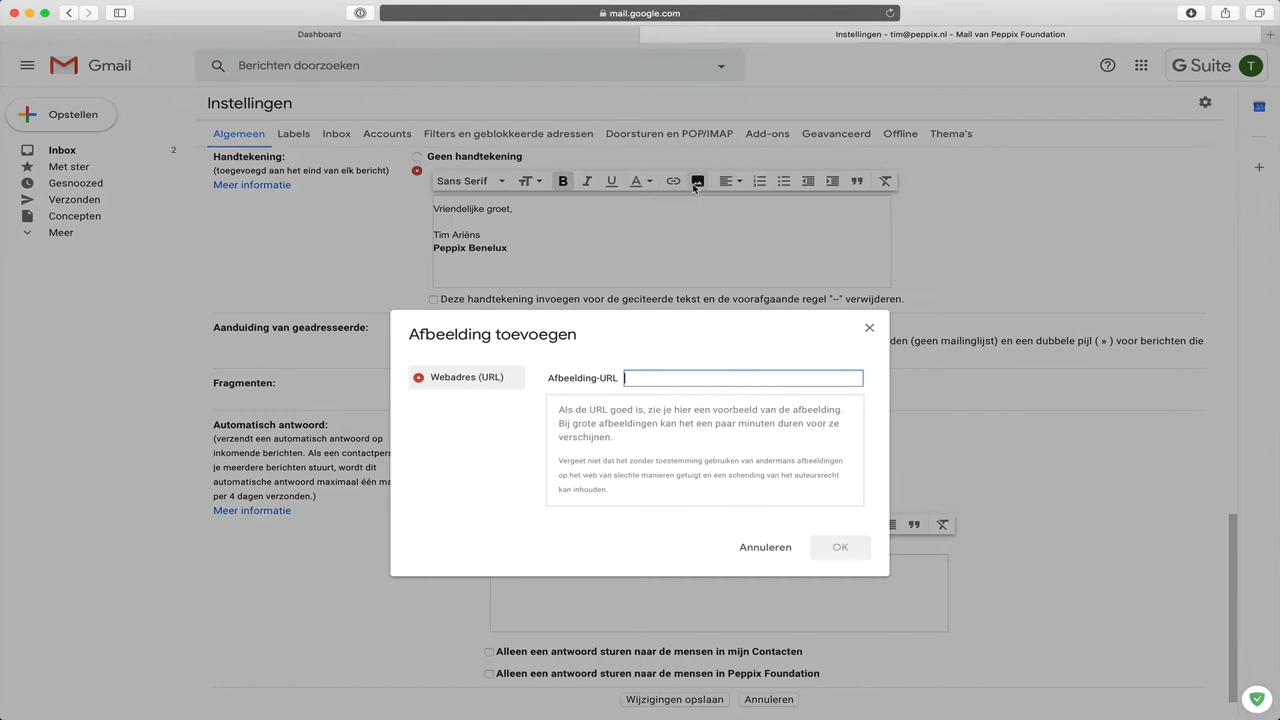 mail.google.com
Dashboard
Instellingen - tim@peppix.nl - Mail van Peppix Foundation
Gmail
Berichten doorzoeken
G Suite
T
Opstellen
Instellingen
Algemeen
Labels
Inbox
Accounts
Filters en geblokkeerde adressen
Doorsturen en POP/IMAP
Add-ons
Geavanceerd
Offline
Thema's
Inbox 2
Met ster
Gesnoozed
Verzonden
Concepten
Meer
Handtekening:
(toegevoegd aan het eind van elk bericht)
Meer informatie
Geen handtekening
Sans Serif
Vriendelijke groet,
Tim Ariëns
Peppix Benelux
Deze handtekening invoegen voor de geciteerde tekst en de voorafgaande regel "--" verwijderen.
Aanduiding van geadresseerde:
den (geen mailinglijst) en een dubbele pijl ( » ) voor berichten die
Fragmenten:
Automatisch antwoord:
(verzendt een automatisch antwoord op
inkomende berichten. Als een contactpers
je meerdere berichten stuurt, wordt dit
automatische antwoord maximaal één ma
per 4 dagen verzonden.)
Meer informatie
Afbeelding toevoegen
Webadres (URL)
Afbeelding-URL
Als de URL goed is, zie je hier een voorbeeld van de afbeelding.
Bij grote afbeeldingen kan het een paar minuten duren voor ze
verschijnen.
Vergeet niet dat het zonder toestemming gebruiken van andermans afbeeldingen
op het web van slechte manieren getuigt en een schending van het auteursrecht
kan inhouden.
Annuleren
OK
Alleen een antwoord sturen naar de mensen in mijn Contacten
Alleen een antwoord sturen naar de mensen in Peppix Foundation
Wijzigingen opslaan
Annuleren